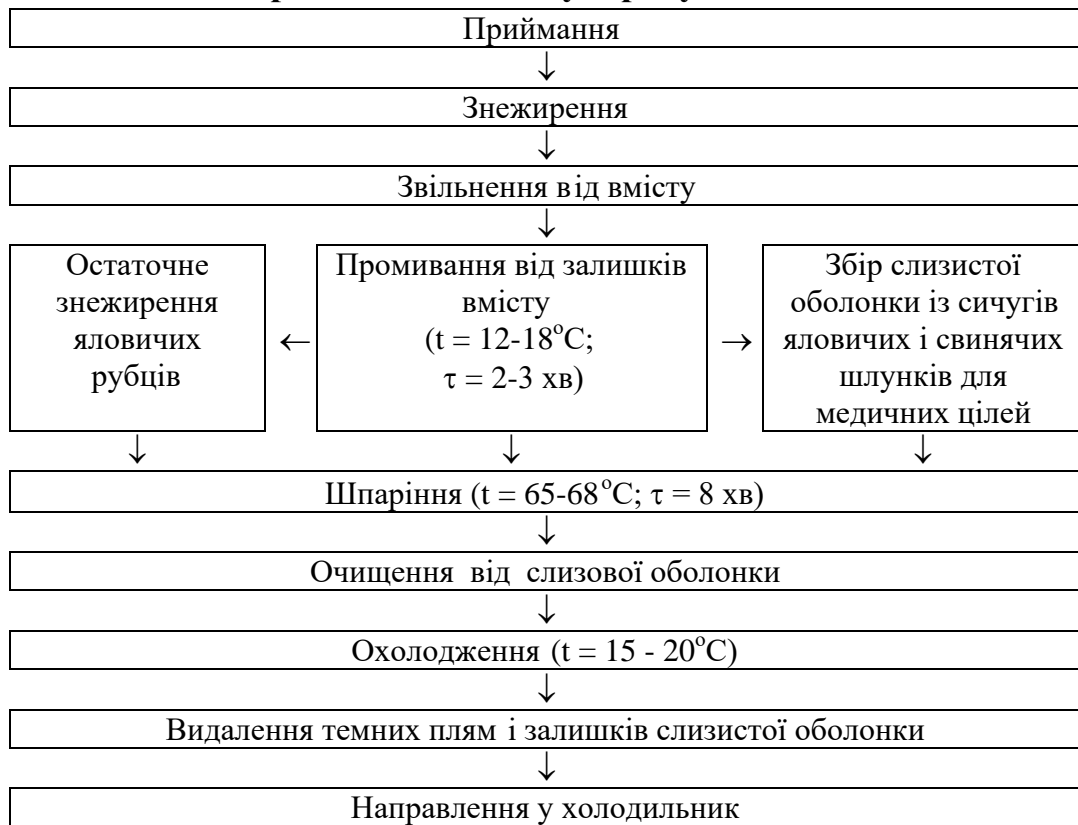 Приймання
↓
Знежирення
↓
Звільнення від вмісту
↓
Остаточне
знежирення
яловичих
рубців
←
Промивання від залишків
вмісту
(t = 12-18°C;
τ = 2-3 хв)
→
Збір слизистої
оболонки із сичугів
яловичих і свинячих
шлунків для
медичних цілей
↓ ↓ ↓
Шпаріння (t = 65-68°C; τ = 8 хв)
↓
Очищення від слизової оболонки
↓
Охолодження (t = 15 - 20°C)
↓
Видалення темних плям і залишків слизистої оболонки
↓
Направлення у холодильник